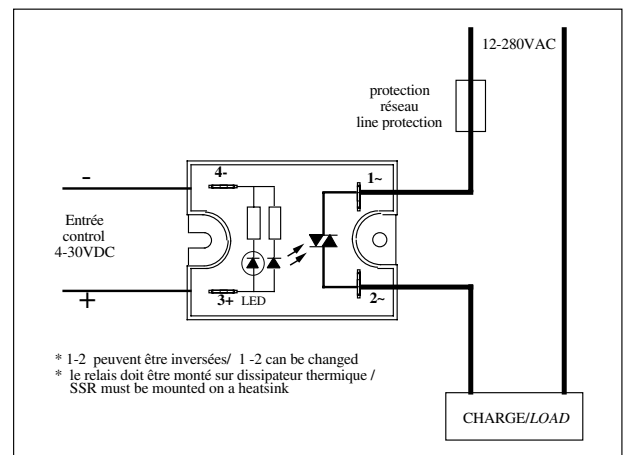 12-280VAC
protection
réseau
line protection
4-
1~
-
Entrée
control
4-30VDC
+
3+ LED
2~
* 1-2 peuvent être inversées/ 1 -2 can be changed
* le relais doit être monté sur dissipateur thermique /
SSR must be mounted on a heatsink
CHARGE/LOAD